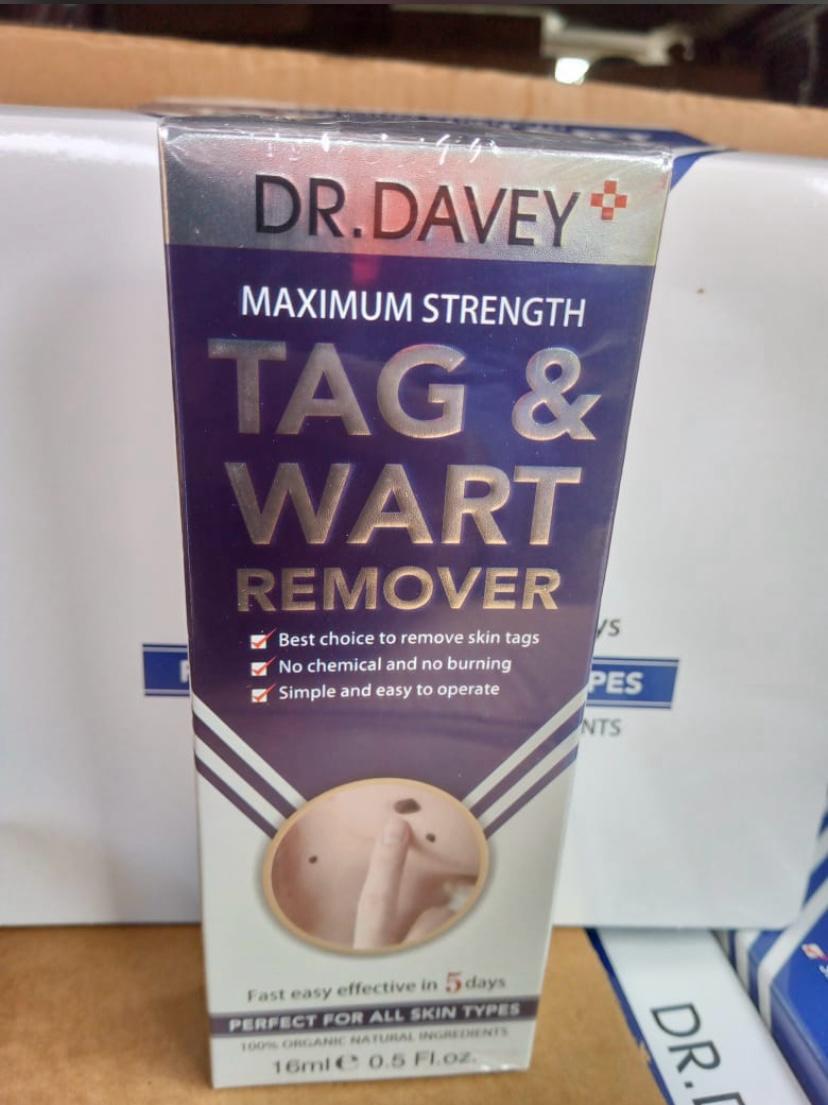 DR.DAVEY
MAXIMUM STRENGTH
TAG &
WART
REMOVER
Best choice to remove skin tags
No chemical and no burning
Simple and easy to operate
Fast easy effective in 5 days
PERFECT FOR ALL SKIN TYPES
100% ORGANIC NATURAL INGREDIENTS
16ml ℮ 0.5 Fl.oz.
PES
NTS
DR.